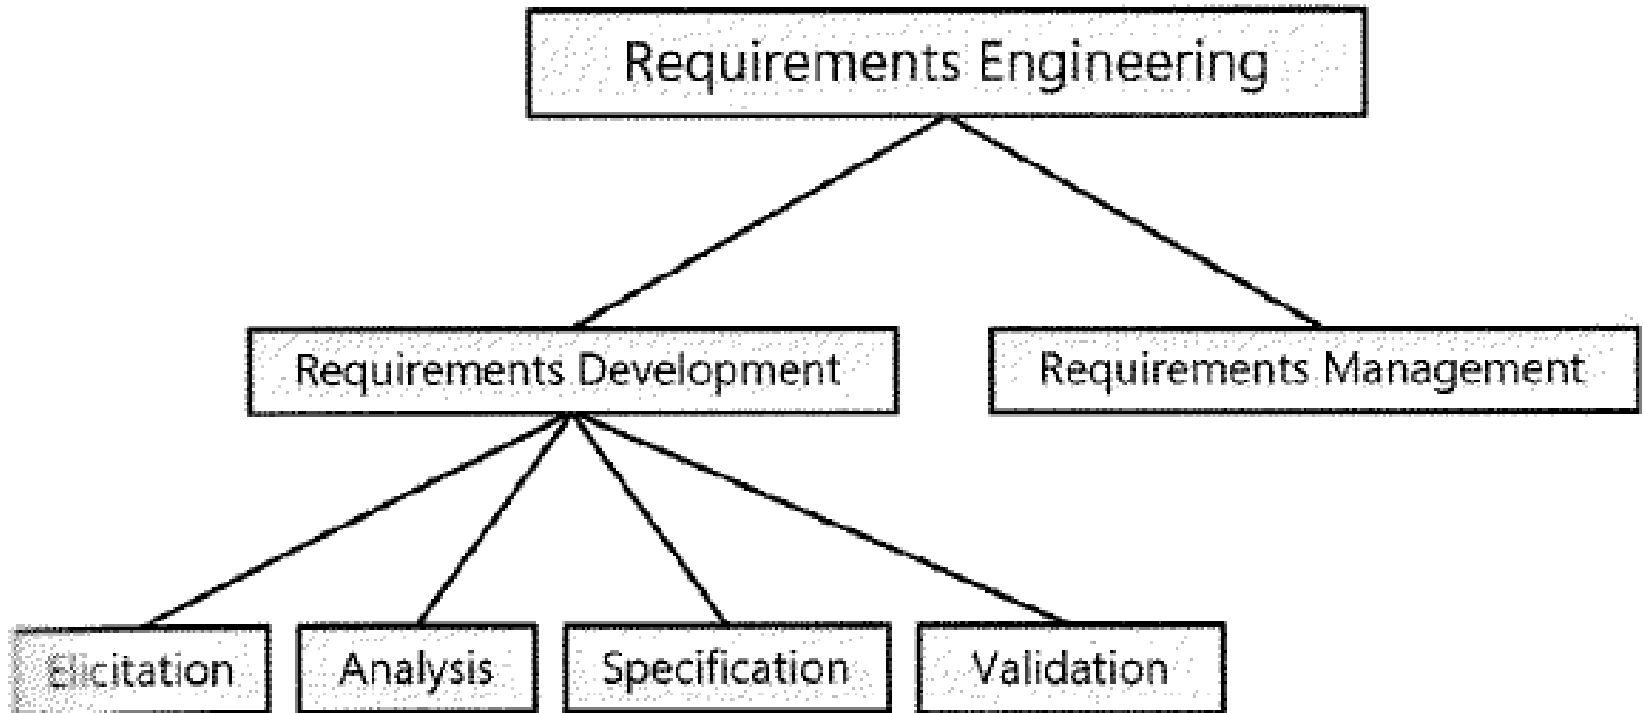 Requirements Engineering
Requirements Development
Requirements Management
Elicitation
Analysis
Specification
Validation